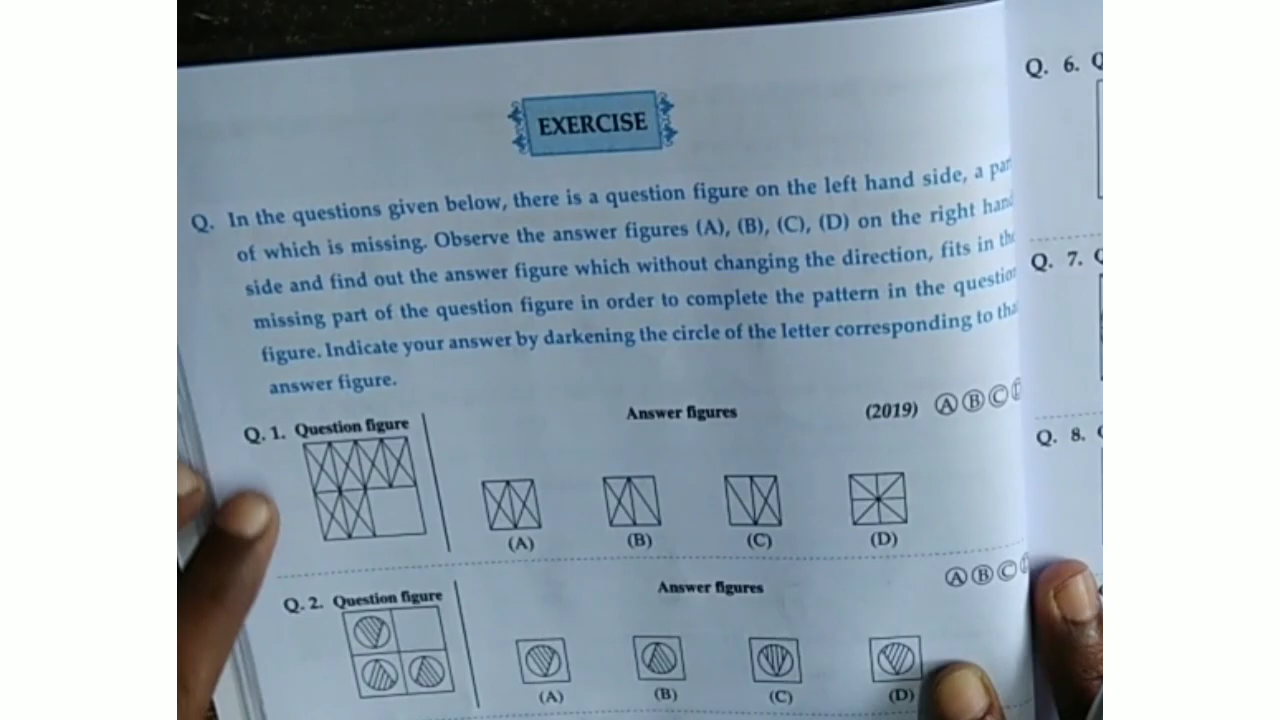 EXERCISE
Q. In the questions given below, there is a question figure on the left hand side, a par
of which is missing. Observe the answer figures (A), (B), (C), (D) on the right hand
side and find out the answer figure which without changing the direction, fits in the
missing part of the question figure in order to complete the pattern in the question
figure. Indicate your answer by darkening the circle of the letter corresponding to tha
answer figure.
Q. 1. Question figure
Answer figures
(2019) A B C D
(A) (B) (C) (D)
Q. 2. Question figure
Answer figures
A B C
(A) (B) (C) (D)
Q. 6. Q
Q. 7.
Q. 8.